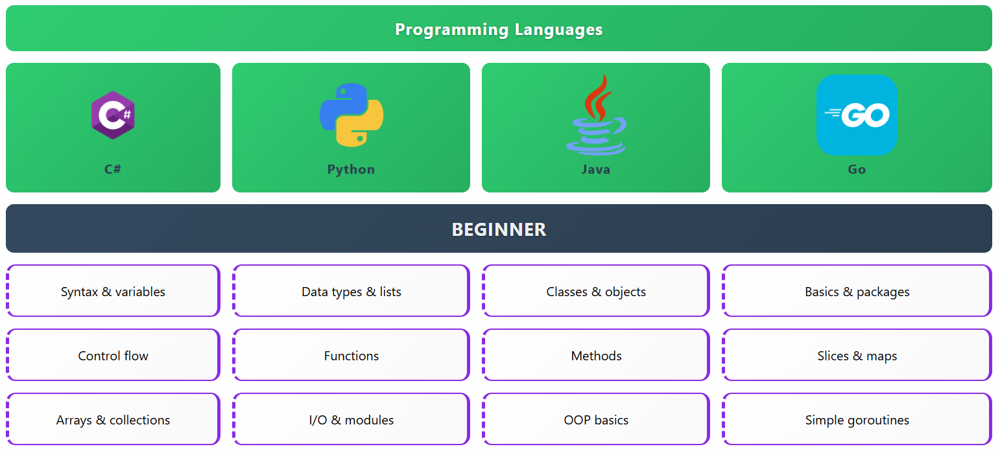 Programming Languages
C#
GO
C#
Python
Java
Go
BEGINNER
Syntax & variables
Data types & lists
Classes & objects
Basics & packages
Control flow
Functions
Methods
Slices & maps
Arrays & collections
I/O & modules
OOP basics
Simple goroutines